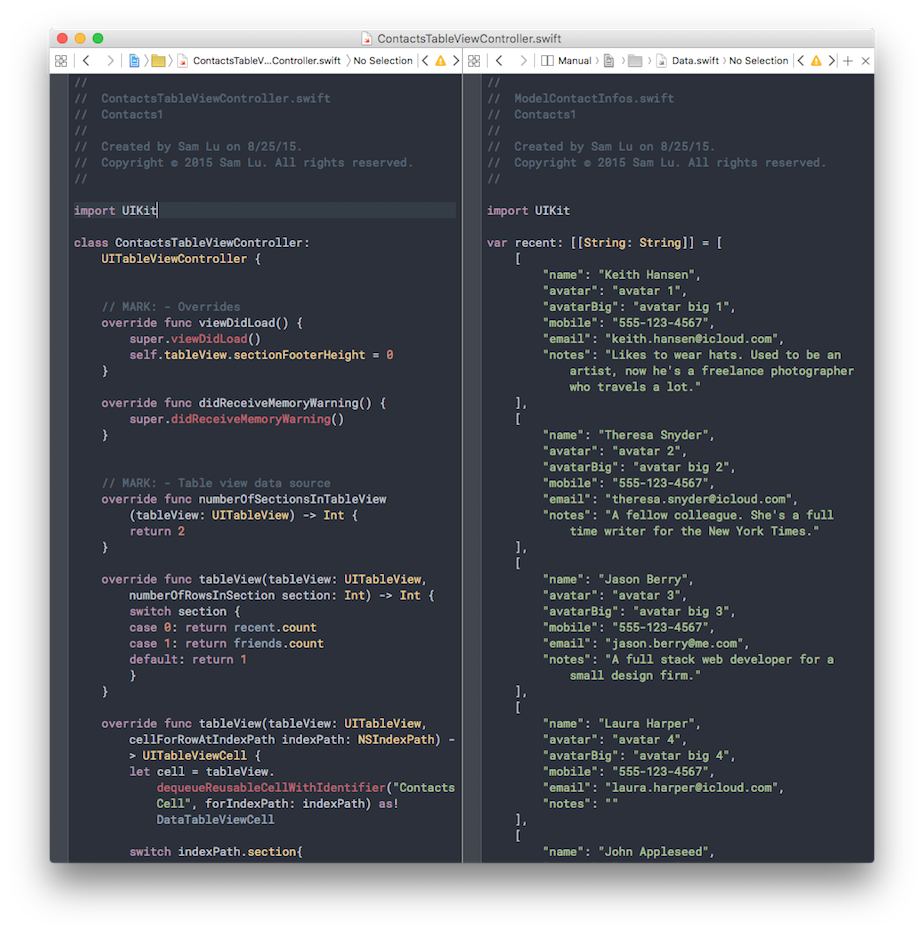 ContactsTableViewController.swift
ContactsTableV...Controller.swift No Selection
Manual Data.swift No Selection
//
// ContactsTableViewController.swift
// Contacts1
//
// Created by Sam Lu on 8/25/15.
// Copyright © 2015 Sam Lu. All rights reserved.
//
import UIKit
class ContactsTableViewController:
UITableViewController {
// MARK: - Overrides
override func viewDidLoad() {
super.viewDidLoad()
self.tableView.sectionFooterHeight = 0
}
override func didReceiveMemoryWarning() {
super.didReceiveMemoryWarning()
}
// MARK: - Table view data source
override func numberOfSectionsInTableView
(tableView: UITableView) -> Int {
return 2
}
override func tableView(tableView: UITableView,
numberOfRowsInSection section: Int) -> Int {
switch section {
case 0: return recent.count
case 1: return friends.count
default: return 1
}
}
override func tableView(tableView: UITableView,
cellForRowAtIndexPath indexPath: NSIndexPath) -
> UITableViewCell {
let cell = tableView.
dequeueReusableCellWithIdentifier("Contacts
Cell", forIndexPath: indexPath) as!
DataTableViewCell
switch indexPath.section{
//
// ModelContactInfos.swift
// Contacts1
//
// Created by Sam Lu on 8/25/15.
// Copyright © 2015 Sam Lu. All rights reserved.
//
import UIKit
var recent: [[String: String]] = [
[
"name": "Keith Hansen",
"avatar": "avatar 1",
"avatarBig": "avatar big 1",
"mobile": "555-123-4567",
"email": "keith.hansen@icloud.com",
"notes": "Likes to wear hats. Used to be an
artist, now he's a freelance photographer
who travels a lot."
],
[
"name": "Theresa Snyder",
"avatar": "avatar 2",
"avatarBig": "avatar big 2",
"mobile": "555-123-4567",
"email": "theresa.snyder@icloud.com",
"notes": "A fellow colleague. She's a full
time writer for the New York Times."
],
[
"name": "Jason Berry",
"avatar": "avatar 3",
"avatarBig": "avatar big 3",
"mobile": "555-123-4567",
"email": "jason.berry@me.com",
"notes": "A full stack web developer for a
small design firm."
],
[
"name": "Laura Harper",
"avatar": "avatar 4",
"avatarBig": "avatar big 4",
"mobile": "555-123-4567",
"email": "laura.harper@icloud.com",
"notes": ""
],
[
"name": "John Appleseed",